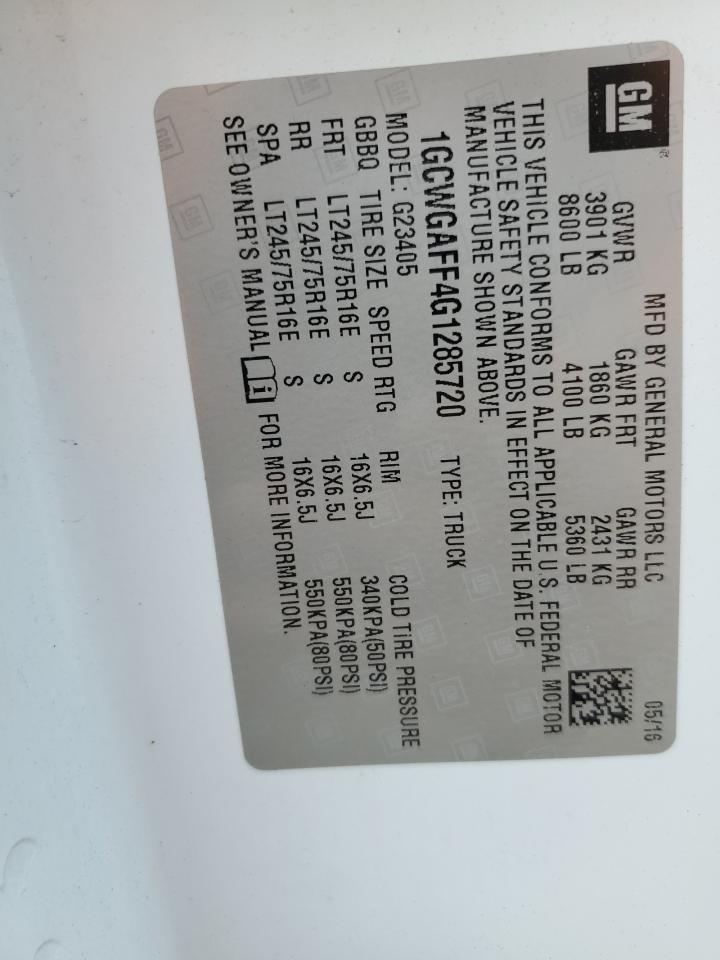 GM
MFD BY GENERAL MOTORS LLC 05/16
GVWR GAWR FRT GAWR RR
3901 KG 1860 KG 2431 KG
8600 LB 4100 LB 5360 LB
THIS VEHICLE CONFORMS TO ALL APPLICABLE U.S. FEDERAL MOTOR
VEHICLE SAFETY STANDARDS IN EFFECT ON THE DATE OF
MANUFACTURE SHOWN ABOVE.
1GCWGAFF4G1285720 TYPE: TRUCK
MODEL: G23405
GBBQ TIRE SIZE SPEED RTG RIM COLD TIRE PRESSURE
FRT LT245/75R16E S 16X6.5J 340KPA(50PSI)
RR LT245/75R16E S 16X6.5J 550KPA(80PSI)
SPA LT245/75R16E S 16X6.5J 550KPA(80PSI)
SEE OWNER'S MANUAL i FOR MORE INFORMATION.